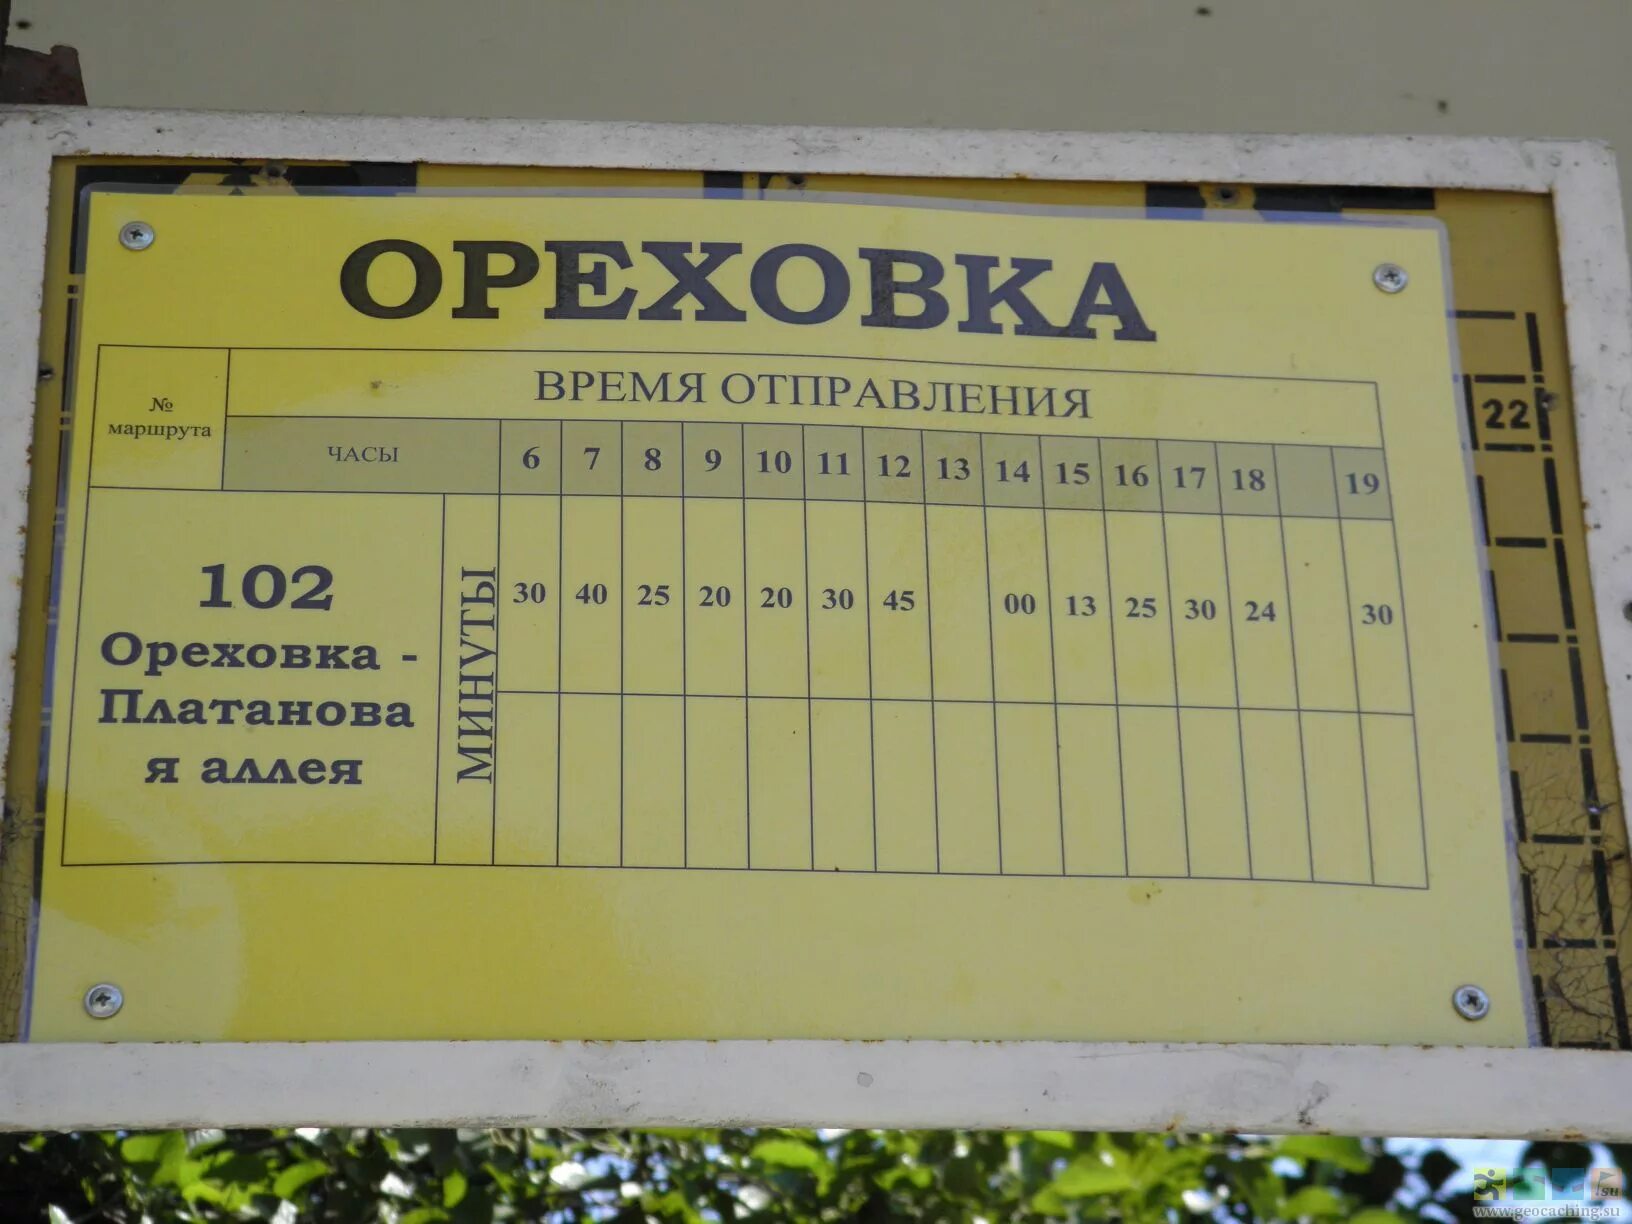 ОРЕХОВКА
№
маршрута
ВРЕМЯ ОТПРАВЛЕНИЯ
ЧАСЫ 6 7 8 9 10 11 12 13 14 15 16 17 18 19
102
Ореховка -
Платанова
я аллея
МИНУТЫ
30 40 25 20 20 30 45 00 13 25 30 24 30
22
www.geocaching.su